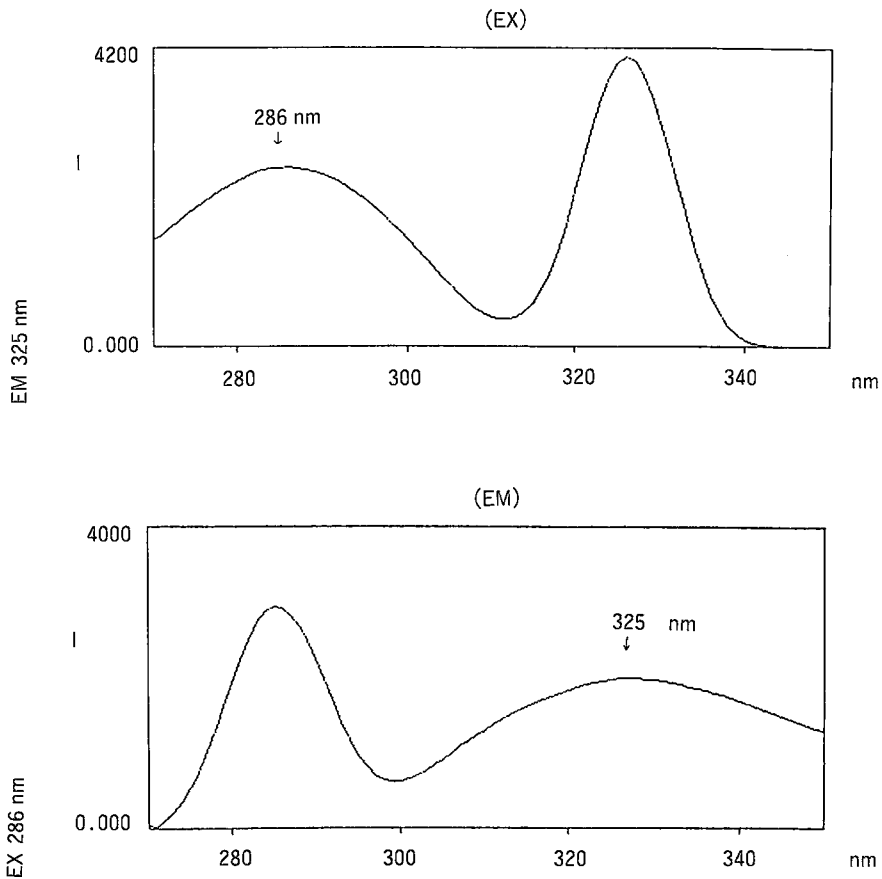 (EX)
4200
286 nm
↓
I
EM 325 nm
0.000
280 300 320 340 nm
(EM)
4000
325 nm
↓
I
EX 286 nm
0.000
280 300 320 340 nm